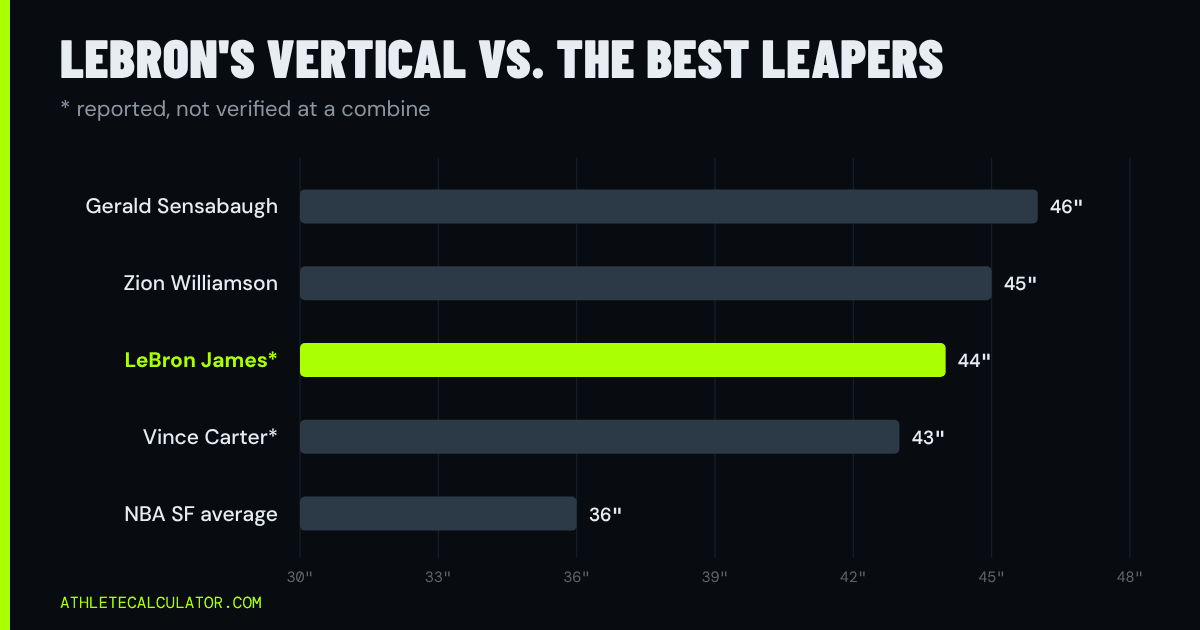 LEBRON'S VERTICAL VS. THE BEST LEAPERS
* reported, not verified at a combine
Gerald Sensabaugh 46"
Zion Williamson 45"
LeBron James* 44"
Vince Carter* 43"
NBA SF average 36"
30" 33" 36" 39" 42" 45" 48"
ATHLETECALCULATOR.COM